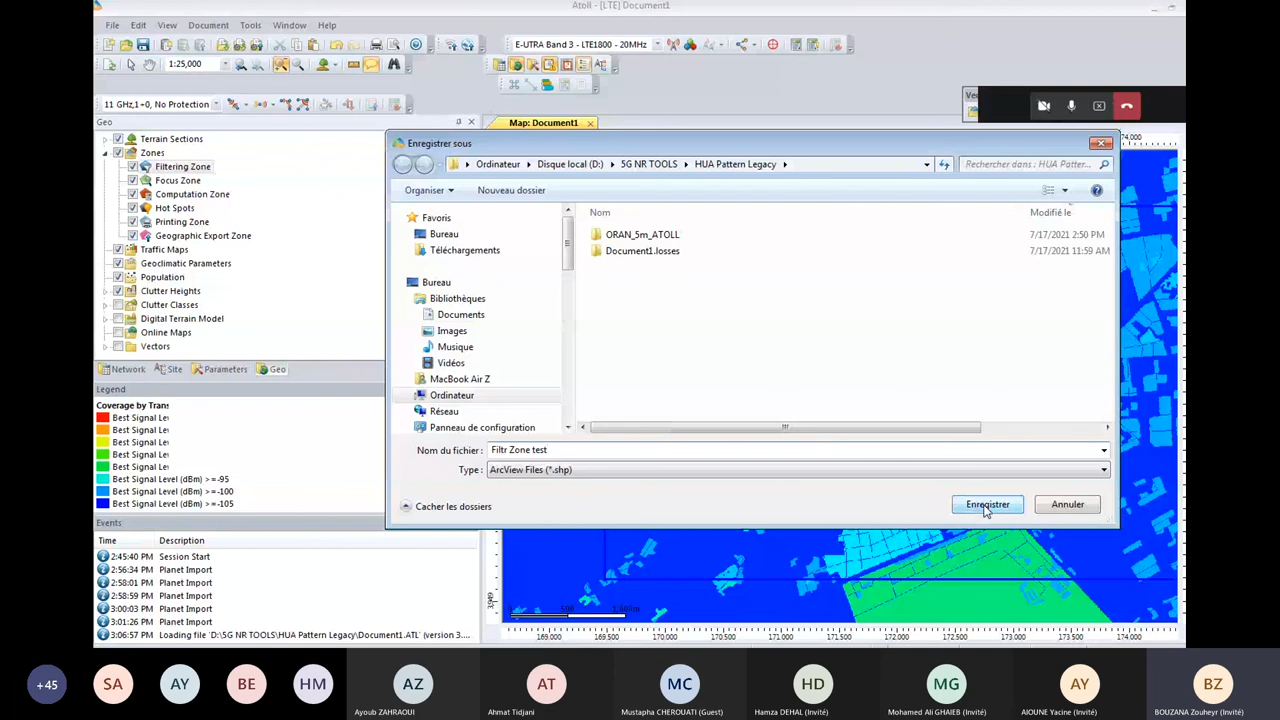 Atoll - [LTE] Document1
File Edit View Document Tools Window Help
E-UTRA Band 3 - LTE1800 - 20MHz
1:25,000
11 GHz,1+0, No Protection
Geo
Map: Document1
Terrain Sections
Zones
Filtering Zone
Focus Zone
Computation Zone
Hot Spots
Printing Zone
Geographic Export Zone
Traffic Maps
Geoclimatic Parameters
Population
Clutter Heights
Clutter Classes
Digital Terrain Model
Online Maps
Vectors
Network Site Parameters Geo
Legend
Coverage by Trans
Best Signal Lev
Best Signal Lev
Best Signal Lev
Best Signal Lev
Best Signal Lev
Best Signal Level (dBm) >=-95
Best Signal Level (dBm) >=-100
Best Signal Level (dBm) >=-105
Events
Time Description
2:45:40 PM Session Start
2:56:34 PM Planet Import
2:58:01 PM Planet Import
2:58:59 PM Planet Import
3:00:03 PM Planet Import
3:01:26 PM Planet Import
3:06:57 PM Loading file 'D:\5G NR TOOLS\HUA Pattern Legacy\Document1.ATL' (version 3....
Enregistrer sous
Ordinateur Disque local (D:) 5G NR TOOLS HUA Pattern Legacy
Rechercher dans : HUA Patter...
Organiser Nouveau dossier
Favoris
Bureau
Téléchargements
Bureau
Bibliothèques
Documents
Images
Musique
Vidéos
MacBook Air Z
Ordinateur
Réseau
Panneau de configuration
Nom Modifié le
ORAN_5m_ATOLL 7/17/2021 2:50 PM
Document1.losses 7/17/2021 11:59 AM
Nom du fichier : Filtr Zone test
Type : ArcView Files (*.shp)
Cacher les dossiers
Enregistrer Annuler
174,000
0 500
169,000 169,500 170,000 170,500 171,000 171,500 172,000 172,500 173,000 173,500 174,000
+45 SA AY BE HM AZ AT MC HD MG AY BZ
Ayoub ZAHRAOUI
Ahmat Tidjani
Mustapha CHEROUATI (Guest)
Hamza DEHAL (Invité)
Mohamed Ali GHAIEB (Invité)
AIOUNE Yacine (Invité)
BOUZANA Zouheyr (Invité)